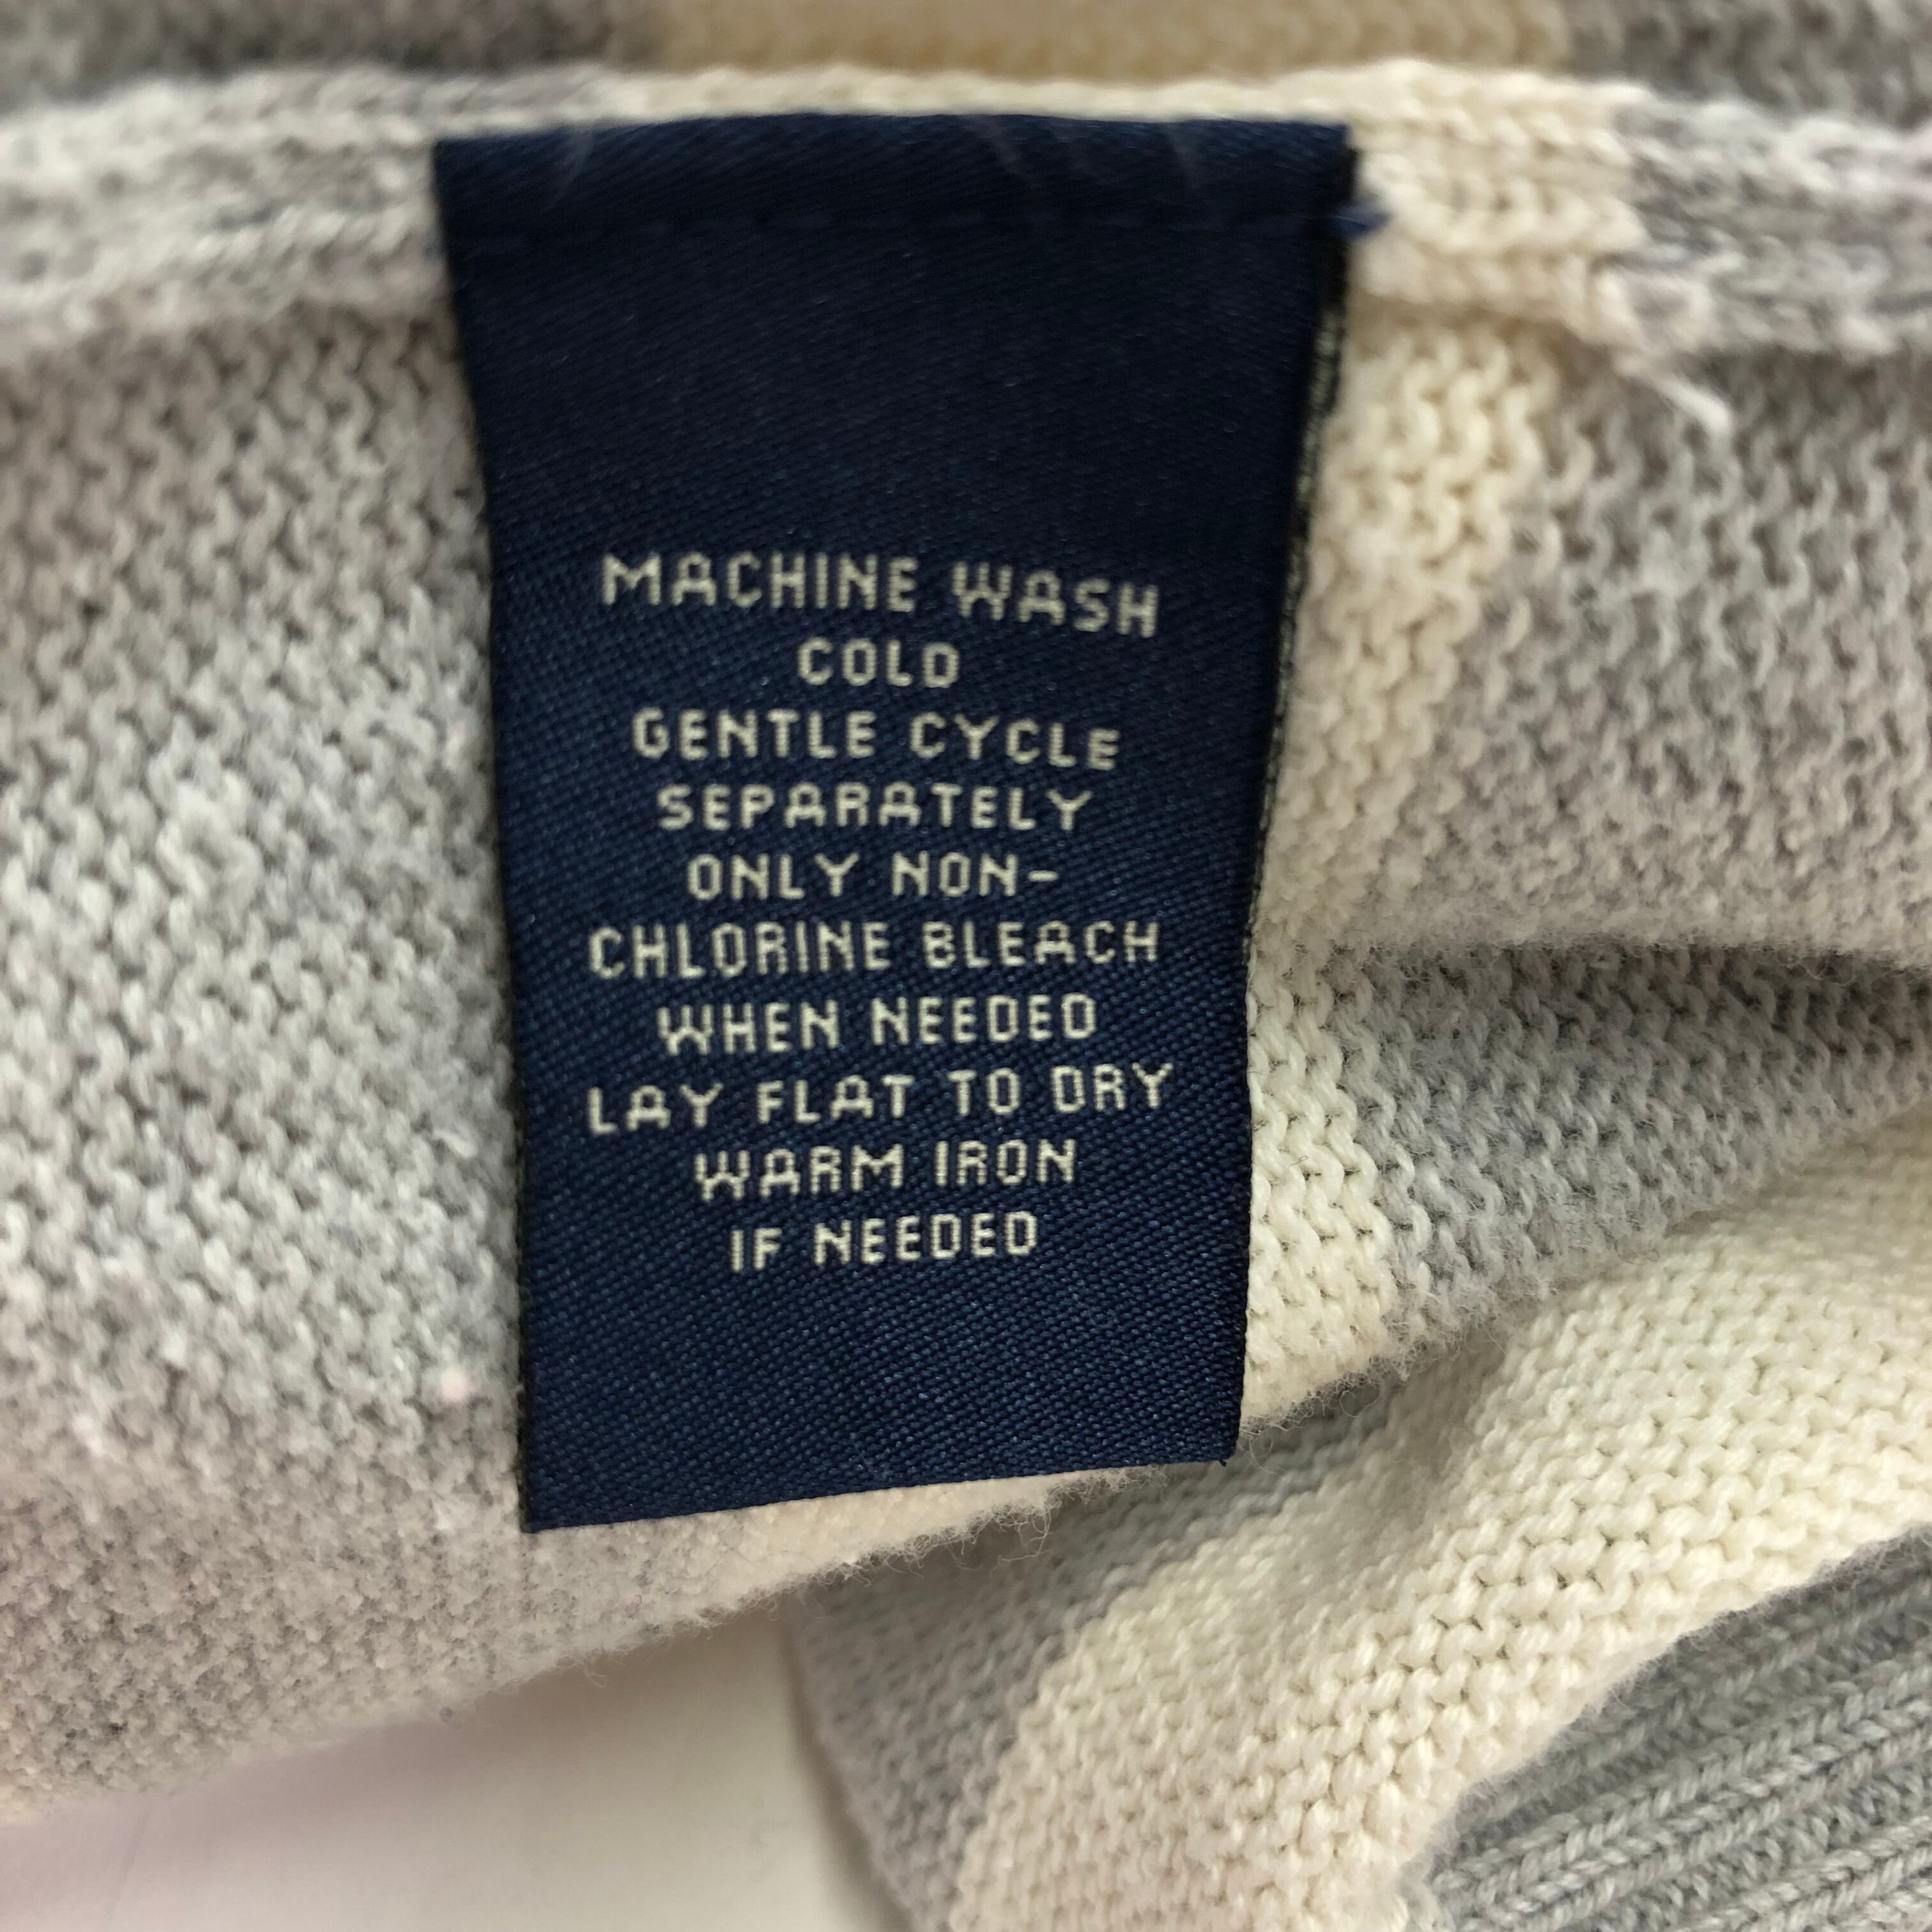 MACHINE WASH
COLD
GENTLE CYCLE
SEPARATELY
ONLY NON-
CHLORINE BLEACH
WHEN NEEDED
LAY FLAT TO DRY
WARM IRON
IF NEEDED